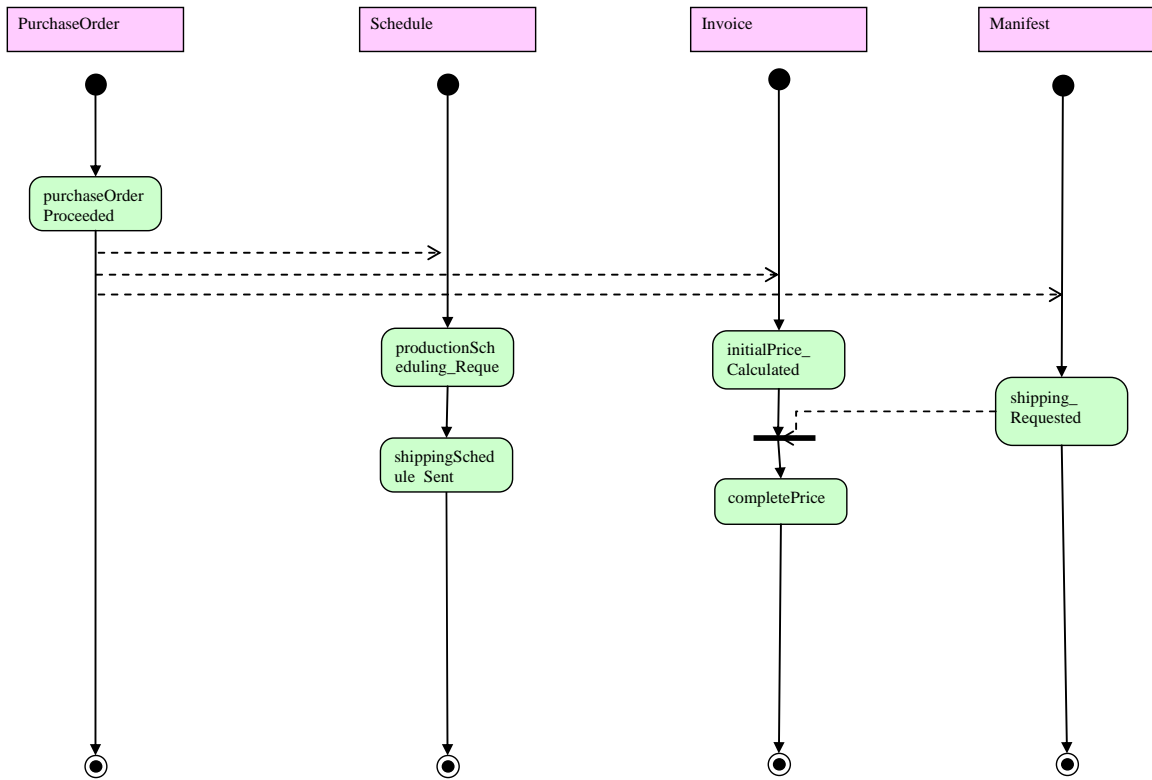 PurchaseOrder
Schedule
Invoice
Manifest
purchaseOrder
Proceeded
productionSch
eduling_Reque
initialPrice_
Calculated
shipping_
Requested
shippingSched
ule Sent
completePrice